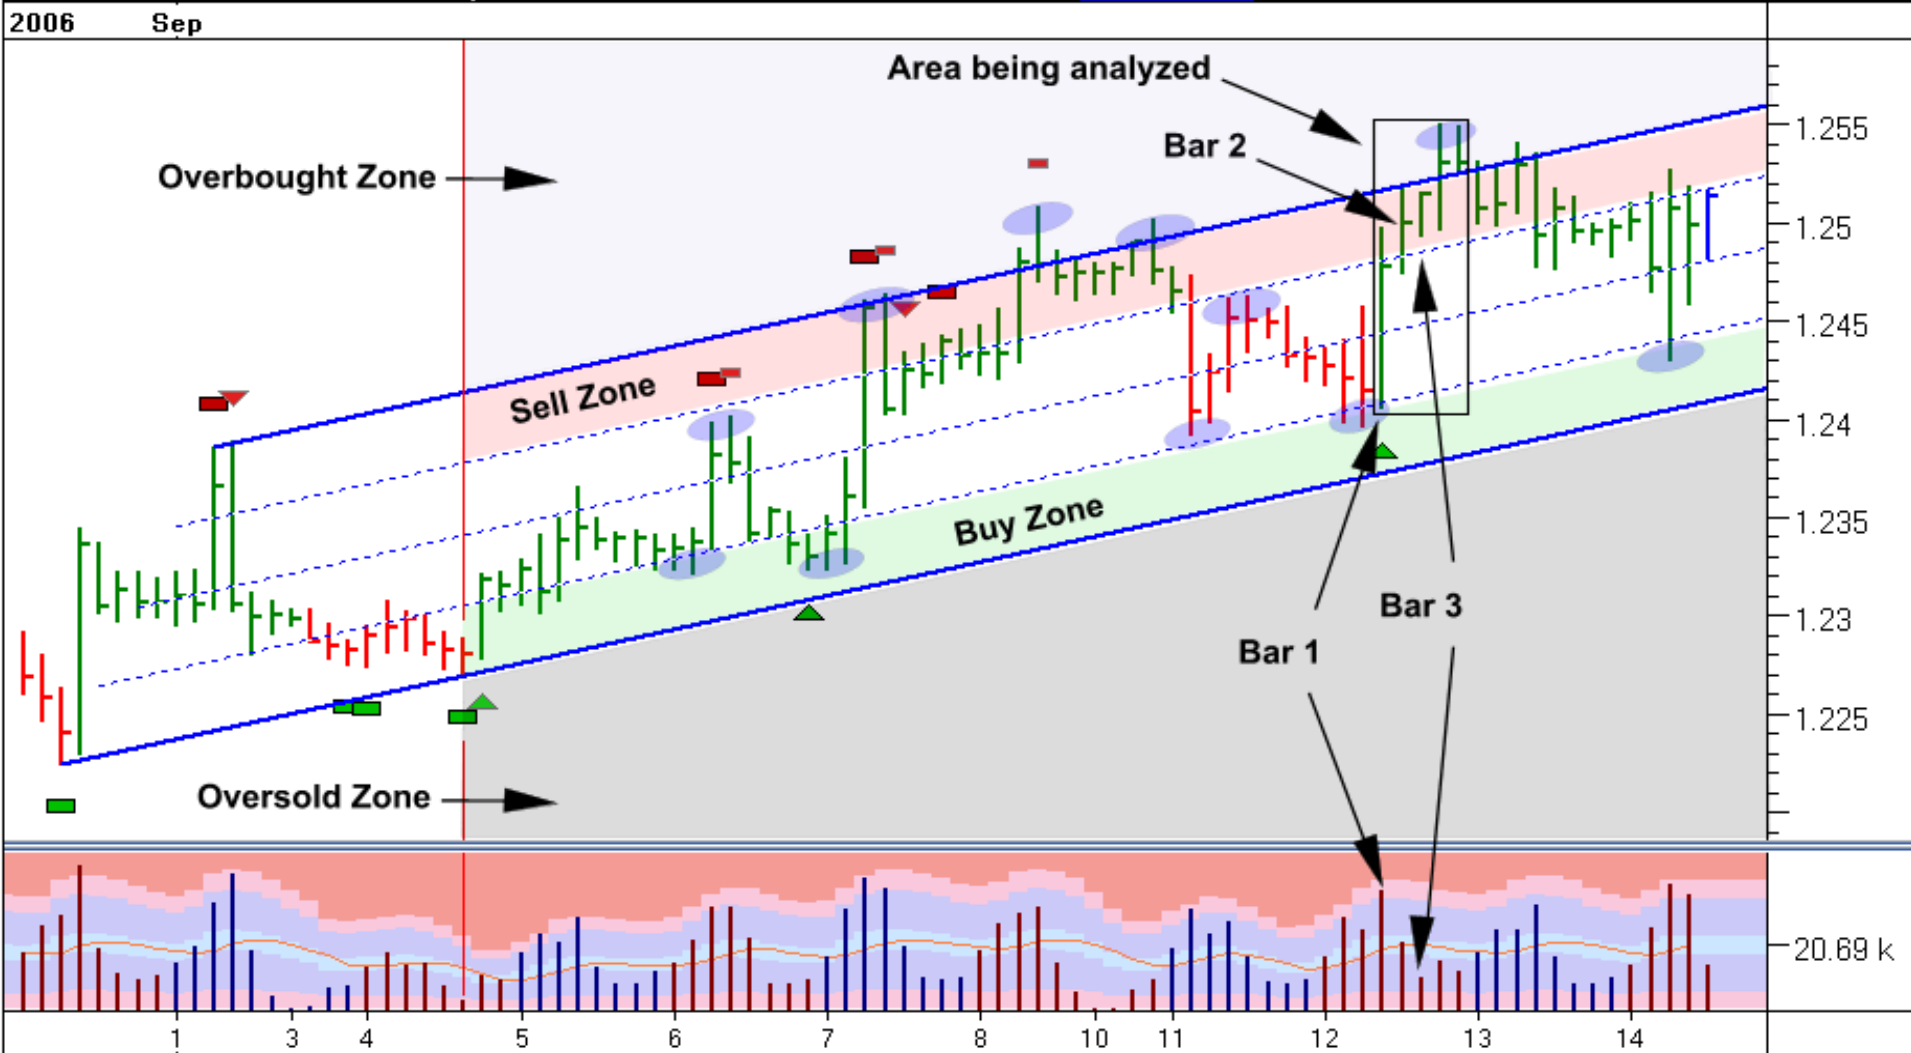 2006 Sep
Area being analyzed
Bar 2
Overbought Zone
Sell Zone
Buy Zone
Bar 3
Bar 1
Oversold Zone
1.255
1.25
1.245
1.24
1.235
1.23
1.225
20.69 k
1 3 4 5 6 7 8 10 11 12 13 14